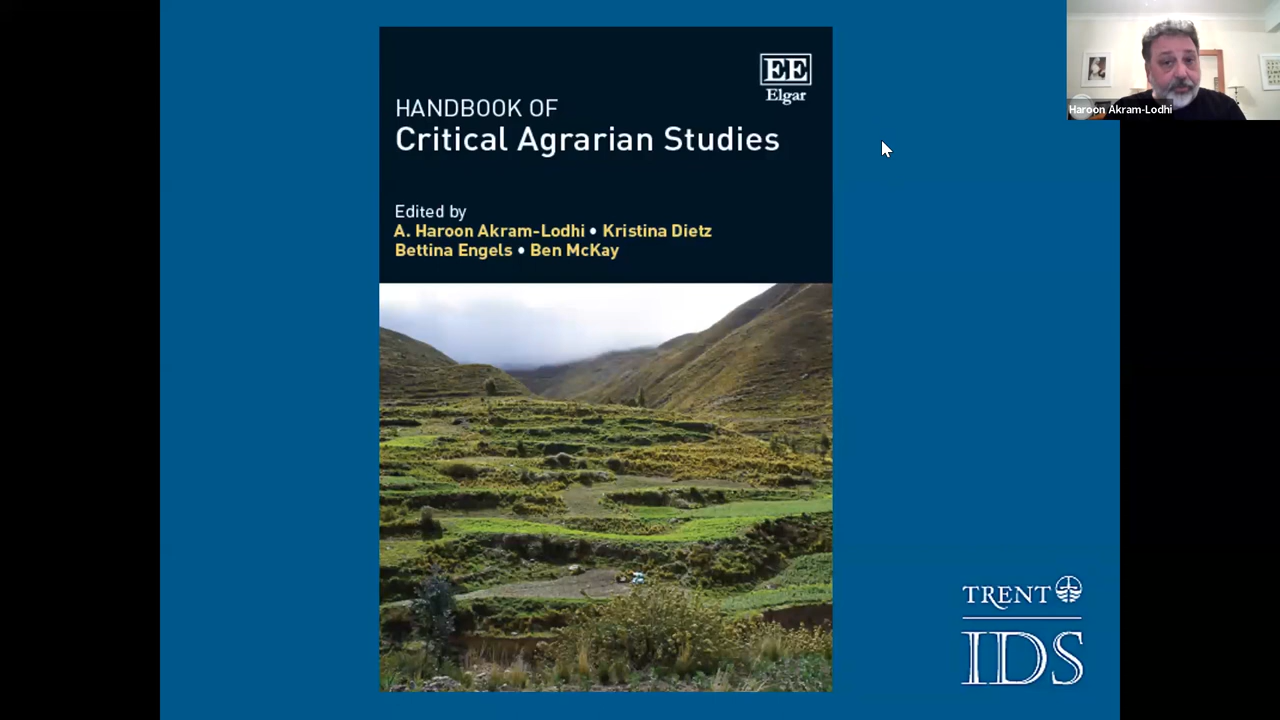 EE
Elgar
HANDBOOK OF
Critical Agrarian Studies
Edited by
A. Haroon Akram-Lodhi • Kristina Dietz
Bettina Engels • Ben McKay
Haroon Akram-Lodhi
TRENT
IDS